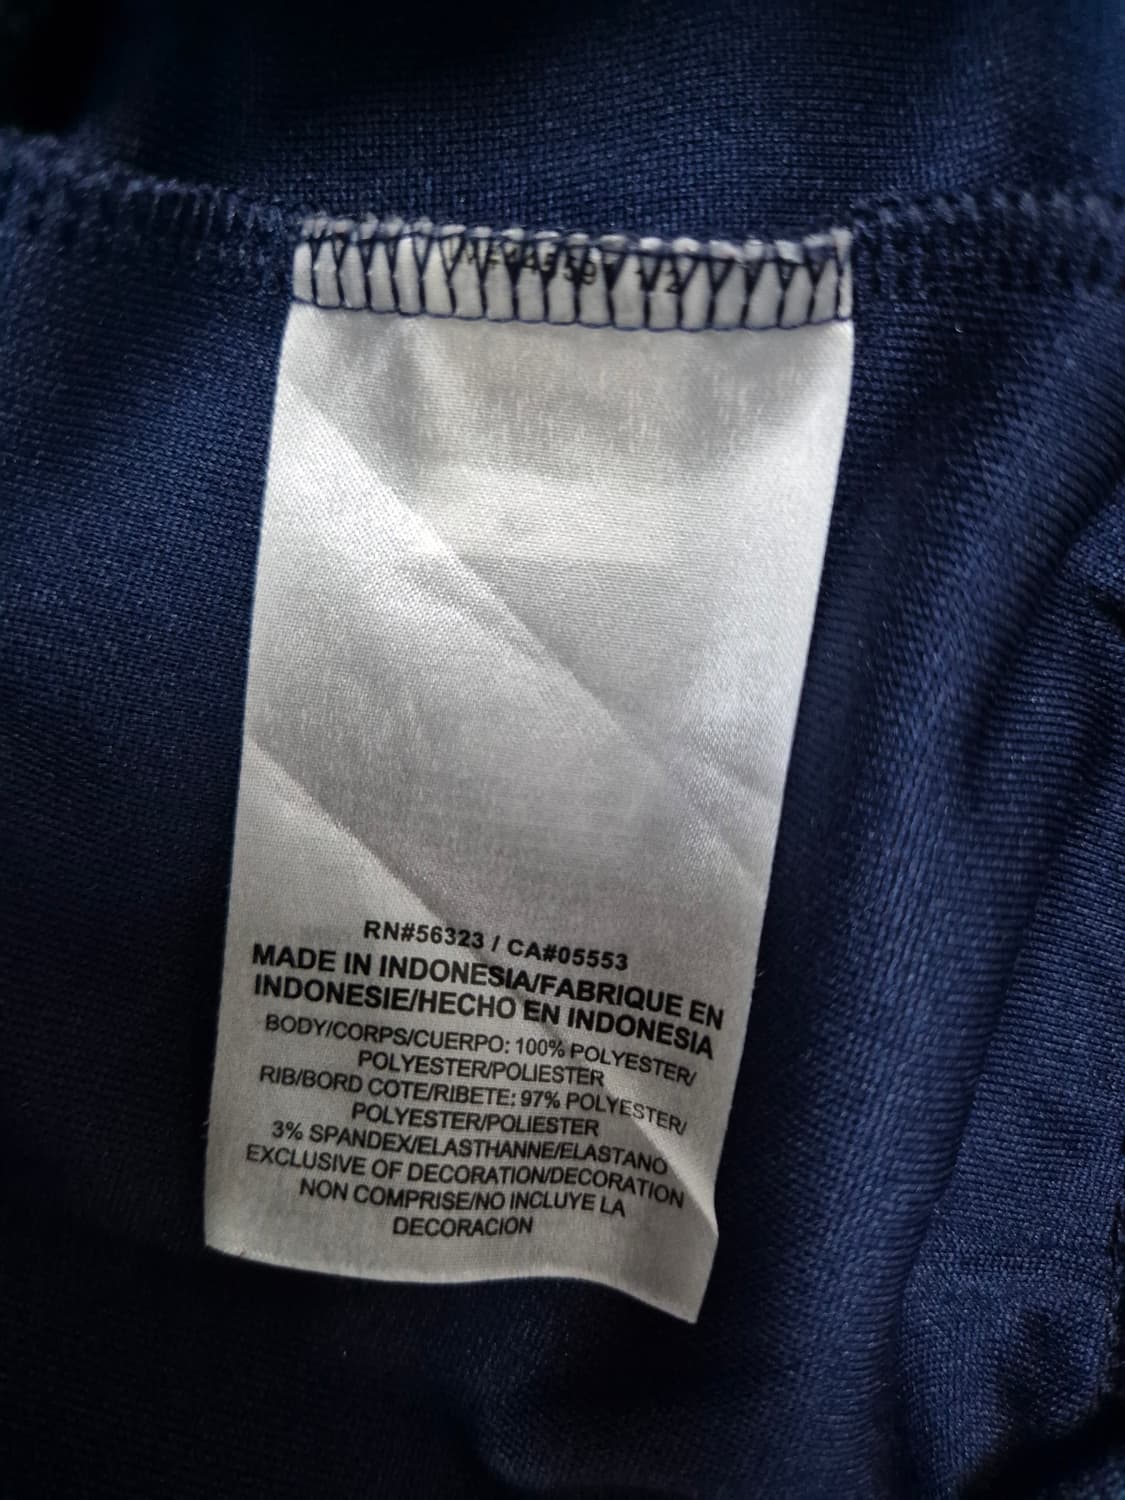 RN#56323 / CA#05553
MADE IN INDONESIA/FABRIQUE EN
INDONESIE/HECHO EN INDONESIA
BODY/CORPS/CUERPO: 100% POLYESTER/
POLYESTER/POLIESTER
RIB/BORD COTE/RIBETE: 97% POLYESTER/
POLYESTER/POLIESTER
3% SPANDEX/ELASTHANNE/ELASTANO
EXCLUSIVE OF DECORATION/DECORATION
NON COMPRISE/NO INCLUYE LA
DECORACION